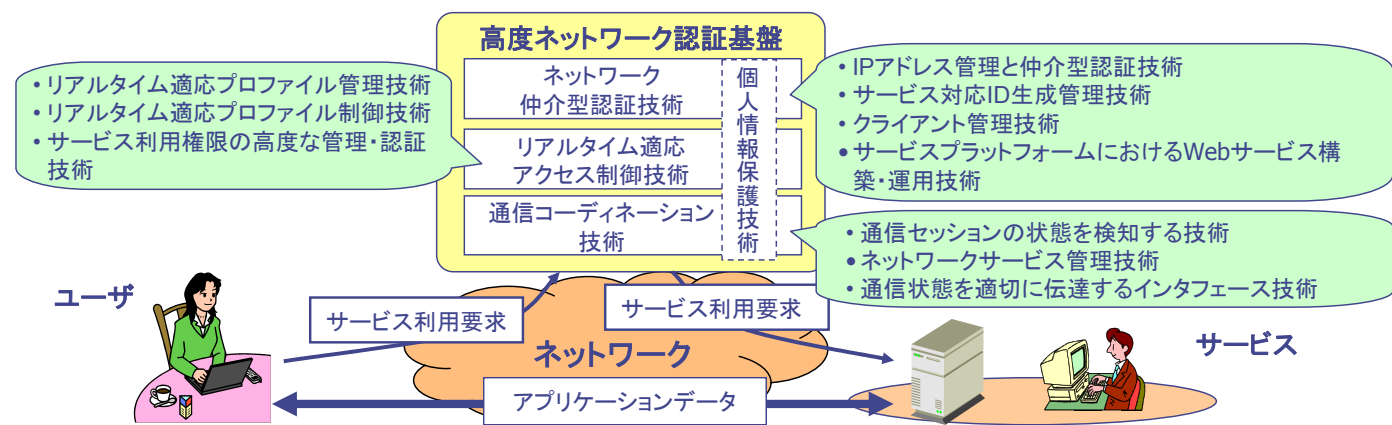 高度ネットワーク認証基盤
ネットワーク
仲介型認証技術
リアルタイム適応
アクセス制御技術
通信コーディネーション
技術
個人情報保護技術
• リアルタイム適応プロファイル管理技術
• リアルタイム適応プロファイル制御技術
• サービス利用権限の高度な管理・認証
技術
• IPアドレス管理と仲介型認証技術
• サービス対応ID生成管理技術
• クライアント管理技術
• サービスプラットフォームにおけるWebサービス構
築・運用技術
• 通信セッションの状態を検知する技術
• ネットワークサービス管理技術
• 通信状態を適切に伝達するインタフェース技術
ユーザ
サービス利用要求
サービス利用要求
ネットワーク
サービス
アプリケーションデータ